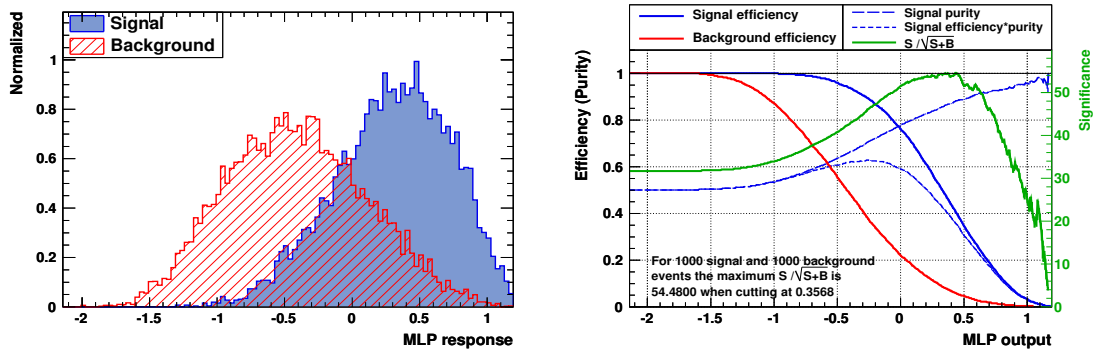 Normalized
Signal
Background
1
0.8
0.6
0.4
0.2
0
-2 -1.5 -1 -0.5 0 0.5 1
MLP response
Signal efficiency
Background efficiency
Signal purity
Signal efficiency*purity
S /√S+B
Efficiency (Purity)
1
0.8
0.6
0.4
0.2
0
50
40
30
20
10
0
Significance
For 1000 signal and 1000 background
events the maximum S /√S+B is
54.4800 when cutting at 0.3568
-2 -1.5 -1 -0.5 0 0.5 1
MLP output